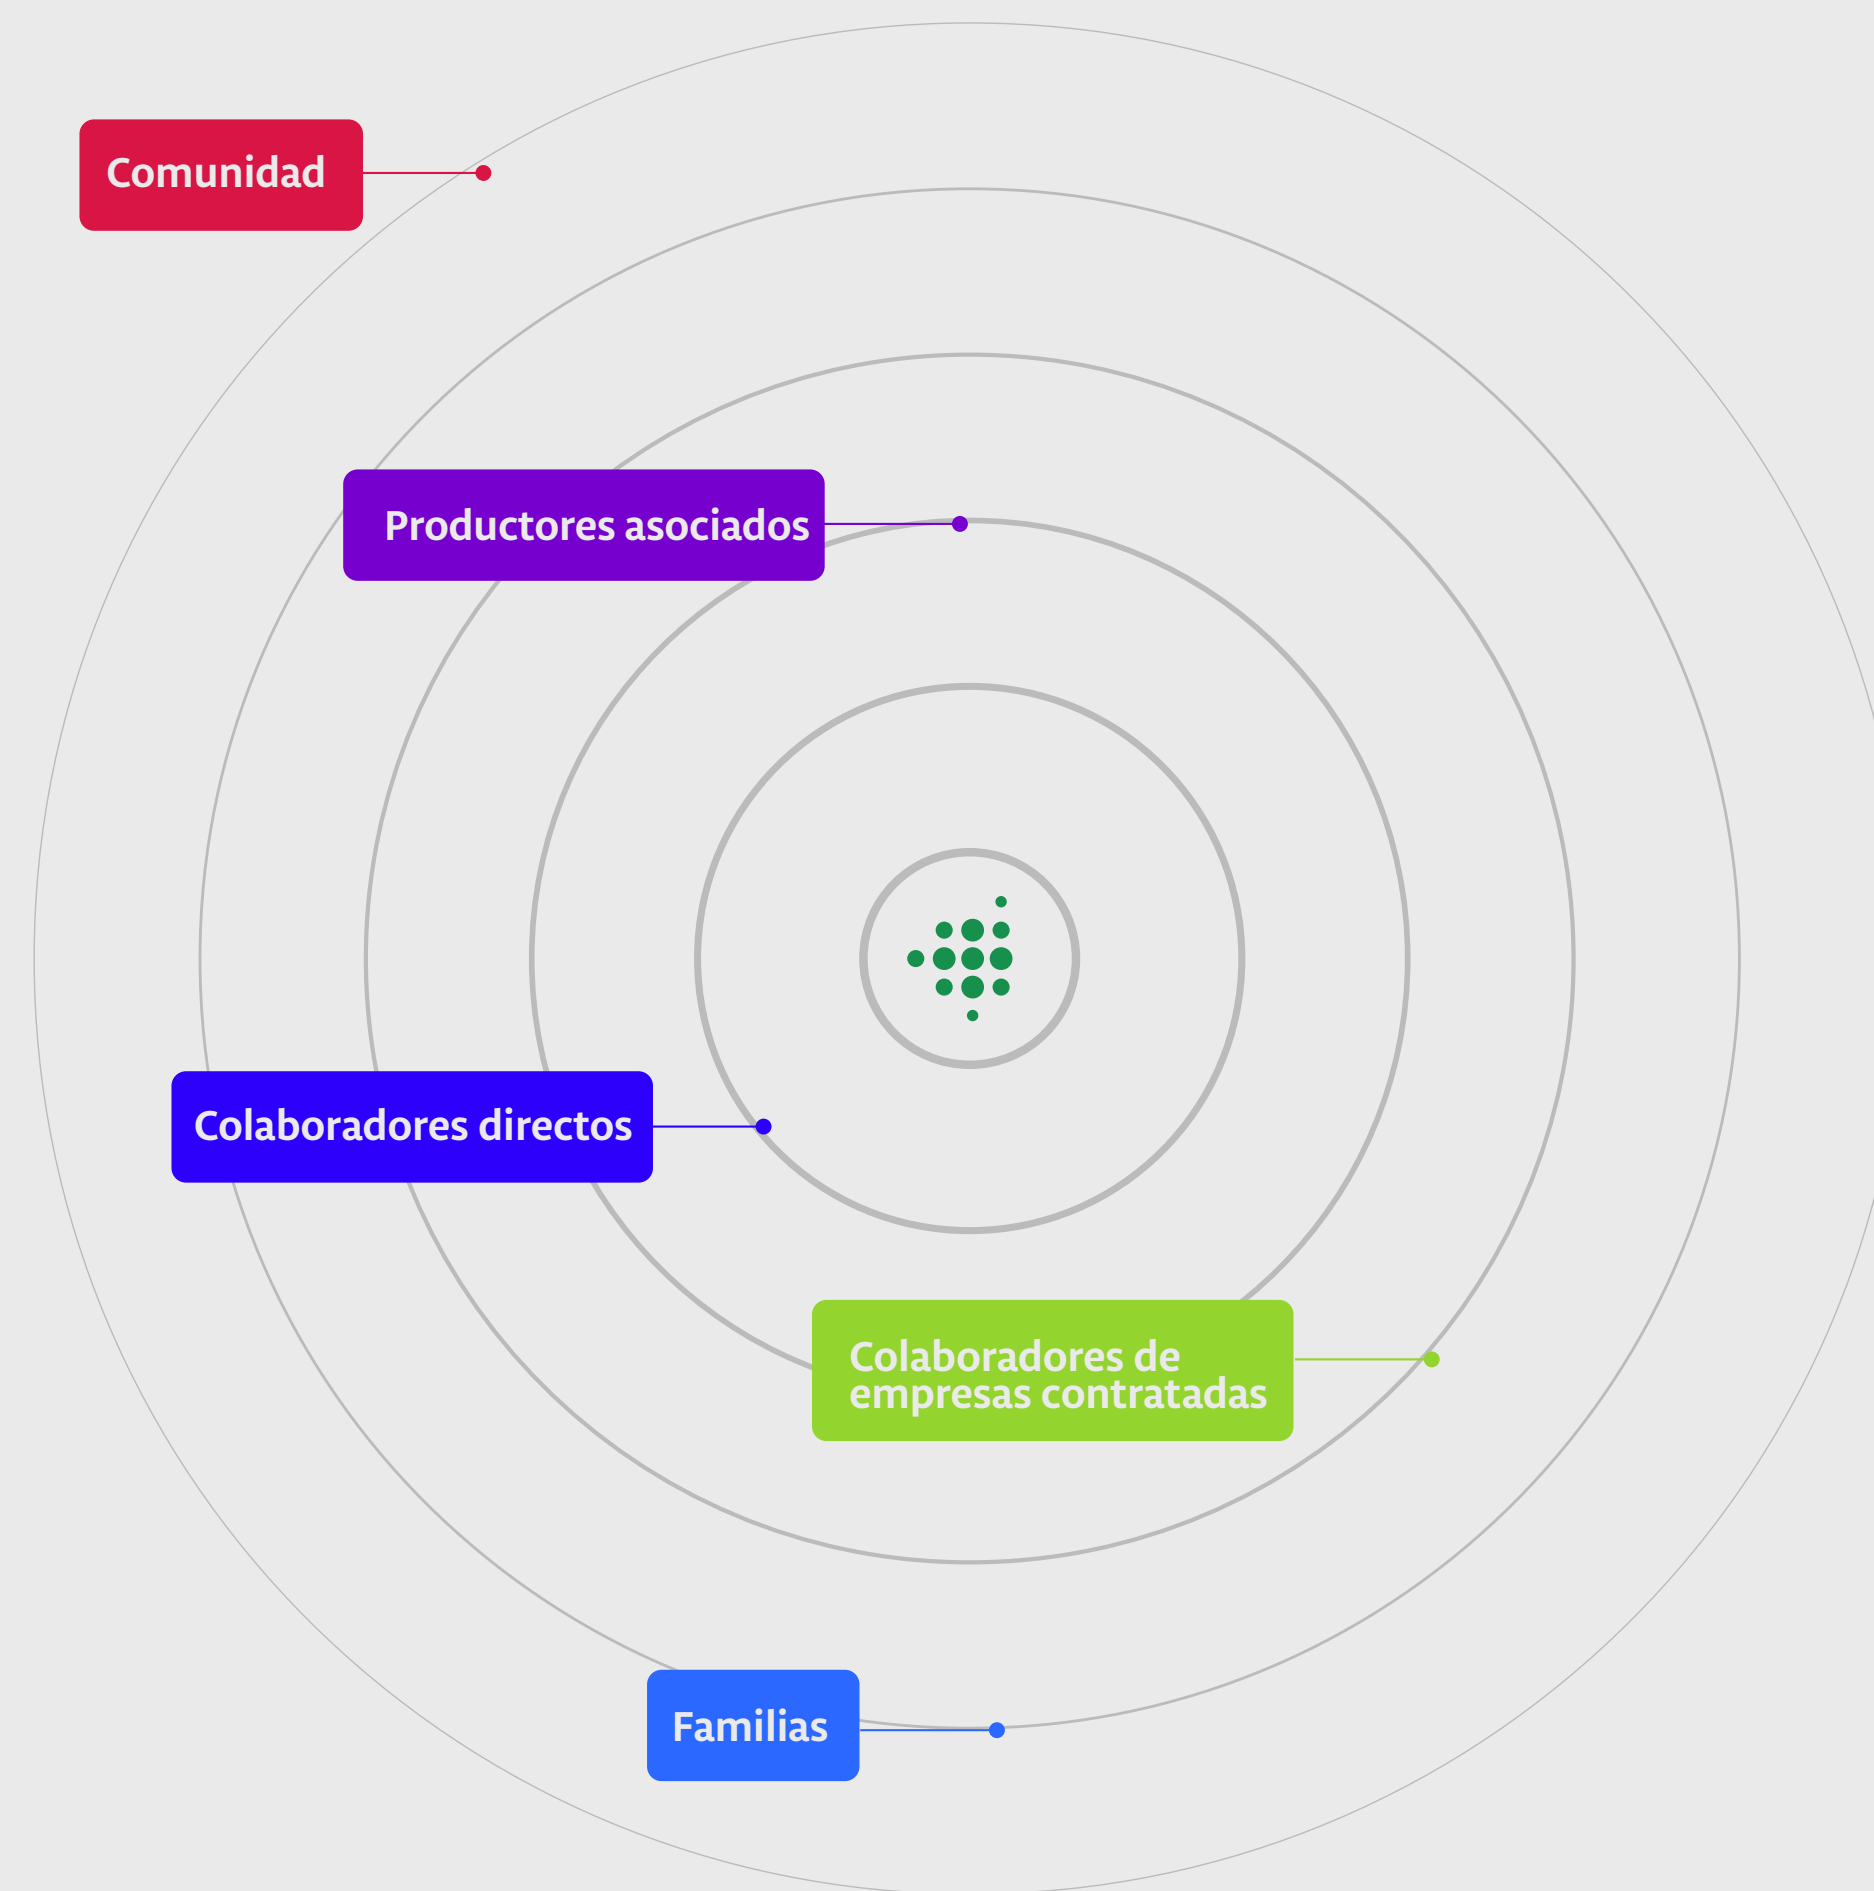 Comunidad
Productores asociados
Colaboradores directos
Colaboradores de
empresas contratadas
Familias